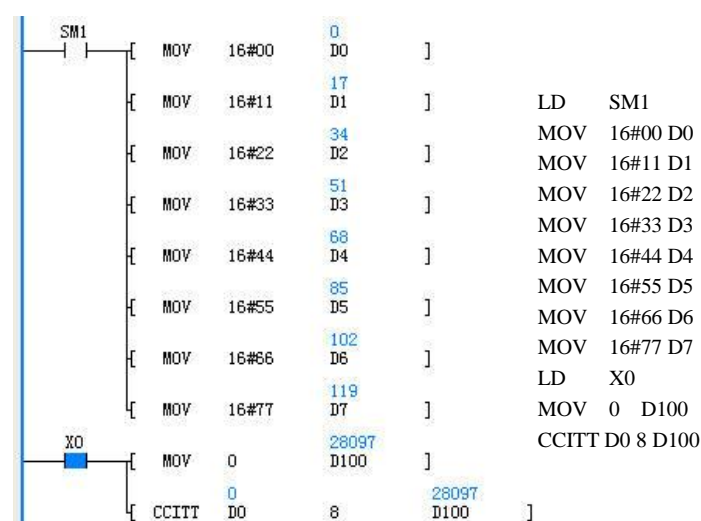 SM1
0
[ MOV 16#00 D0 ]
17
[ MOV 16#11 D1 ]
34
[ MOV 16#22 D2 ]
51
[ MOV 16#33 D3 ]
68
[ MOV 16#44 D4 ]
85
[ MOV 16#55 D5 ]
102
[ MOV 16#66 D6 ]
119
[ MOV 16#77 D7 ]
X0
28097
[ MOV 0 D100 ]
0 28097
[ CCITT D0 8 D100 ]
LD SM1
MOV 16#00 D0
MOV 16#11 D1
MOV 16#22 D2
MOV 16#33 D3
MOV 16#44 D4
MOV 16#55 D5
MOV 16#66 D6
MOV 16#77 D7
LD X0
MOV 0 D100
CCITT D0 8 D100